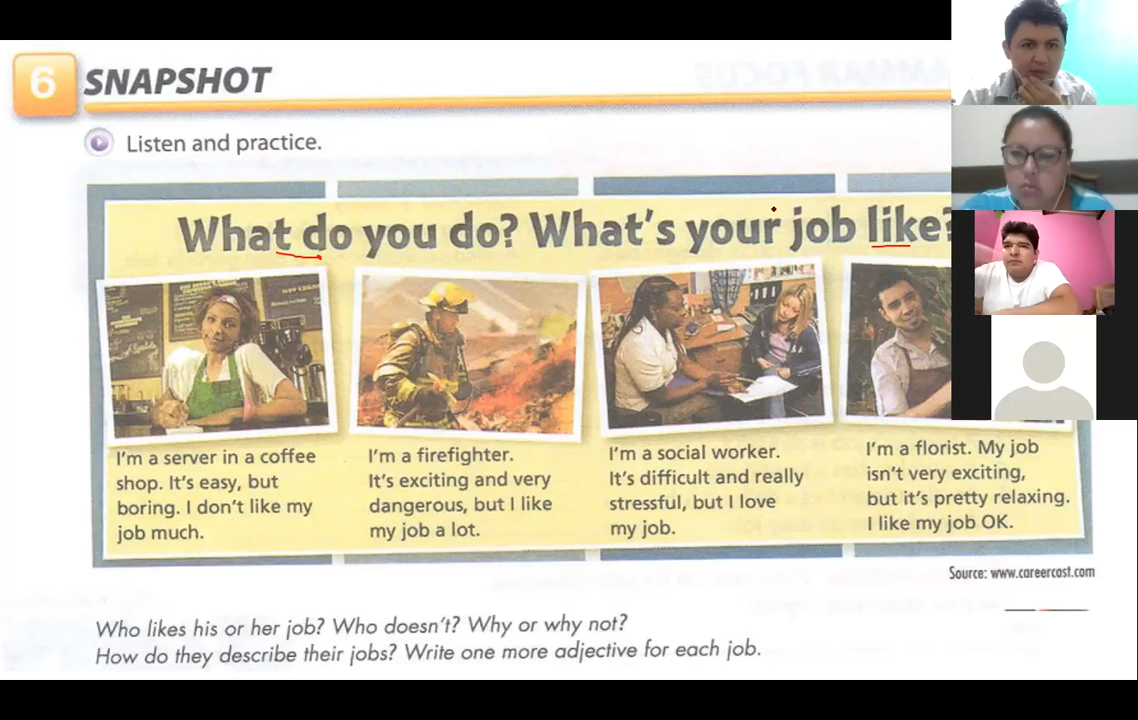 6 SNAPSHOT
Listen and practice.
What do you do? What's your job like?
I'm a server in a coffee
shop. It's easy, but
boring. I don't like my
job much.
I'm a firefighter.
It's exciting and very
dangerous, but I like
my job a lot.
I'm a social worker.
It's difficult and really
stressful, but I love
my job.
I'm a florist. My job
isn't very exciting,
but it's pretty relaxing.
I like my job OK.
Source: www.careercast.com
Who likes his or her job? Who doesn't? Why or why not?
How do they describe their jobs? Write one more adjective for each job.